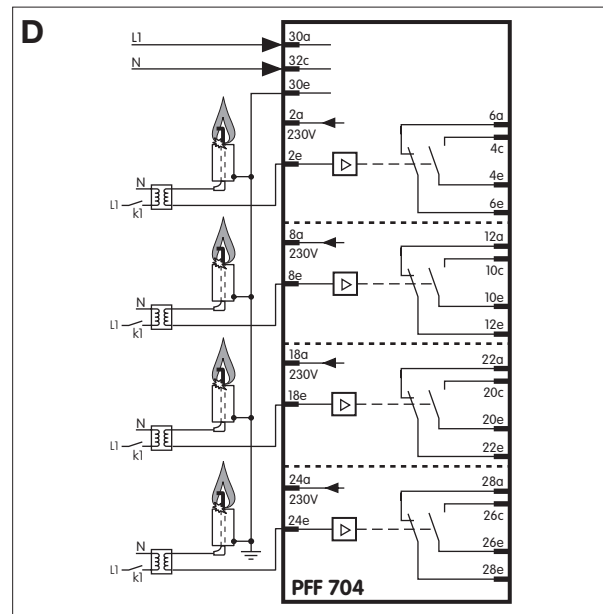 D
L1 30a
N 32c
30e
2a 6a
230V 4c
2e
N 4e
L1 k1 6e
8a 12a
230V 10c
8e
N 10e
L1 k1 12e
18a 22a
230V 20c
18e
N 20e
L1 k1 22e
24a 28a
230V 26c
24e
N 26e
L1 k1 28e
PFF 704